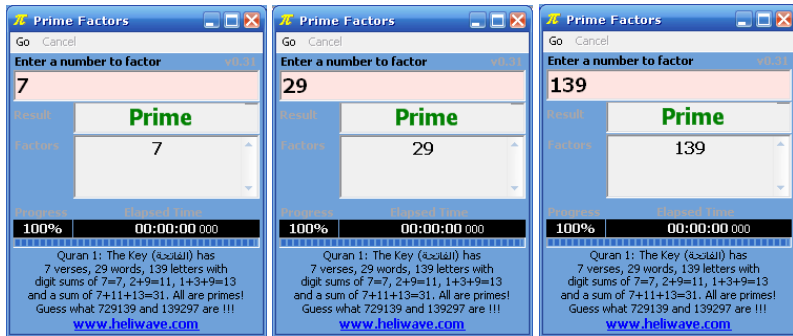 Prime Factors
Go Cancel
Enter a number to factor v0.31
7
Result Prime
Factors 7
Progress Elapsed Time
100% 00:00:00 000
Quran 1: The Key (الفاتحة) has
7 verses, 29 words, 139 letters with
digit sums of 7=7, 2+9=11, 1+3+9=13
and a sum of 7+11+13=31. All are primes!
Guess what 729139 and 139297 are !!!
www.heliwave.com
Prime Factors
Go Cancel
Enter a number to factor v0.31
29
Result Prime
Factors 29
Progress Elapsed Time
100% 00:00:00 000
Quran 1: The Key (الفاتحة) has
7 verses, 29 words, 139 letters with
digit sums of 7=7, 2+9=11, 1+3+9=13
and a sum of 7+11+13=31. All are primes!
Guess what 729139 and 139297 are !!!
www.heliwave.com
Prime Factors
Go Cancel
Enter a number to factor v0.31
139
Result Prime
Factors 139
Progress Elapsed Time
100% 00:00:00 000
Quran 1: The Key (الفاتحة) has
7 verses, 29 words, 139 letters with
digit sums of 7=7, 2+9=11, 1+3+9=13
and a sum of 7+11+13=31. All are primes!
Guess what 729139 and 139297 are !!!
www.heliwave.com